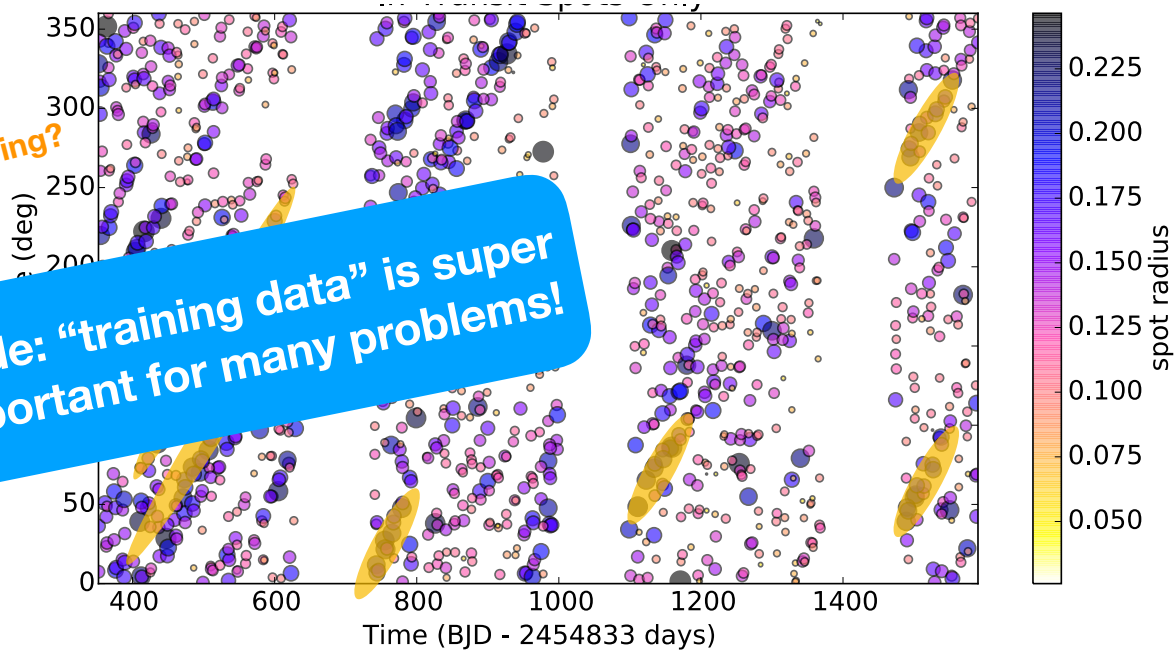 In-Transit Spots Only
ing?
(deg)
de: “training data” is super
portant for many problems!
350
300
250
200
50
0
400
600
800
1000
1200
1400
Time (BJD - 2454833 days)
0.225
0.200
0.175
0.150
0.125
0.100
0.075
0.050
spot radius